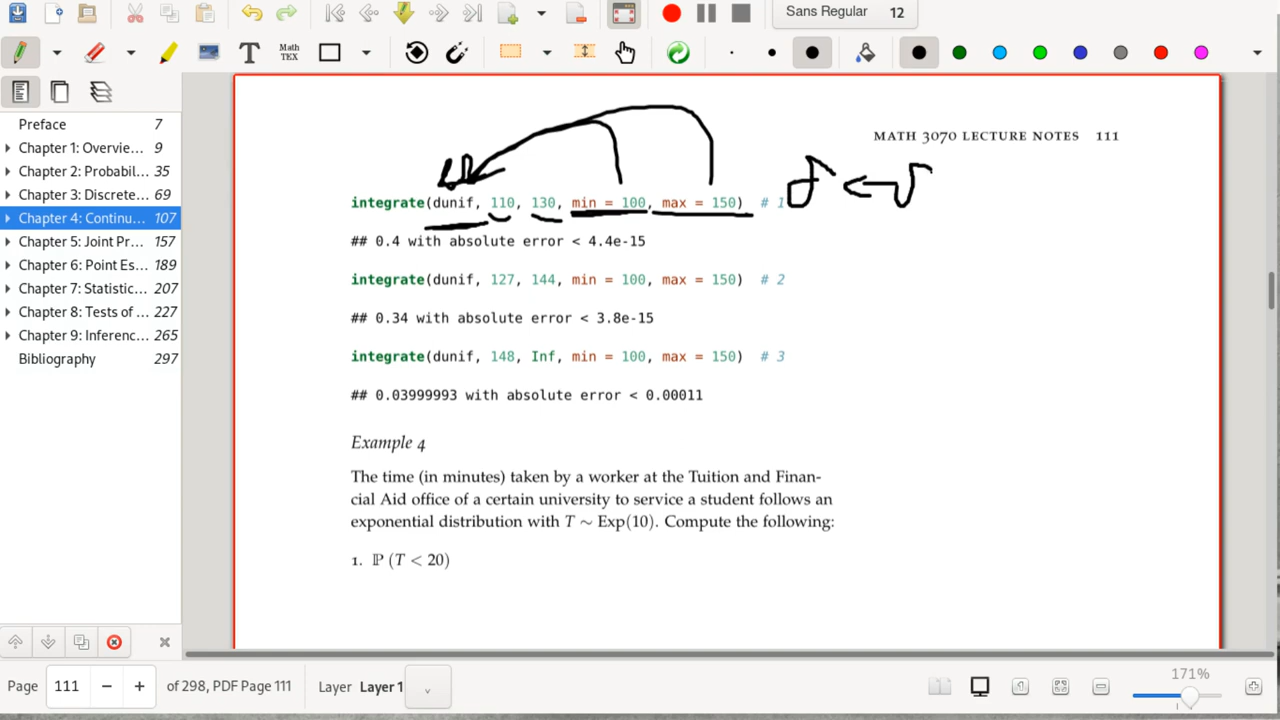 Sans Regular 12
Math
TEX
Preface 7
Chapter 1: Overvie... 9
Chapter 2: Probabil... 35
Chapter 3: Discrete... 69
Chapter 4: Continu... 107
Chapter 5: Joint Pr... 157
Chapter 6: Point Es... 189
Chapter 7: Statistic... 207
Chapter 8: Tests of ... 227
Chapter 9: Inferenc... 265
Bibliography 297
MATH 3070 LECTURE NOTES 111
integrate(dunif, 110, 130, min = 100, max = 150) # 1
## 0.4 with absolute error < 4.4e-15
integrate(dunif, 127, 144, min = 100, max = 150) # 2
## 0.34 with absolute error < 3.8e-15
integrate(dunif, 148, Inf, min = 100, max = 150) # 3
## 0.03999993 with absolute error < 0.00011
Example 4
The time (in minutes) taken by a worker at the Tuition and Finan-
cial Aid office of a certain university to service a student follows an
exponential distribution with T ∼ Exp(10). Compute the following:
1. ℙ (T < 20)
Page 111 of 298, PDF Page 111 Layer Layer 1 171%